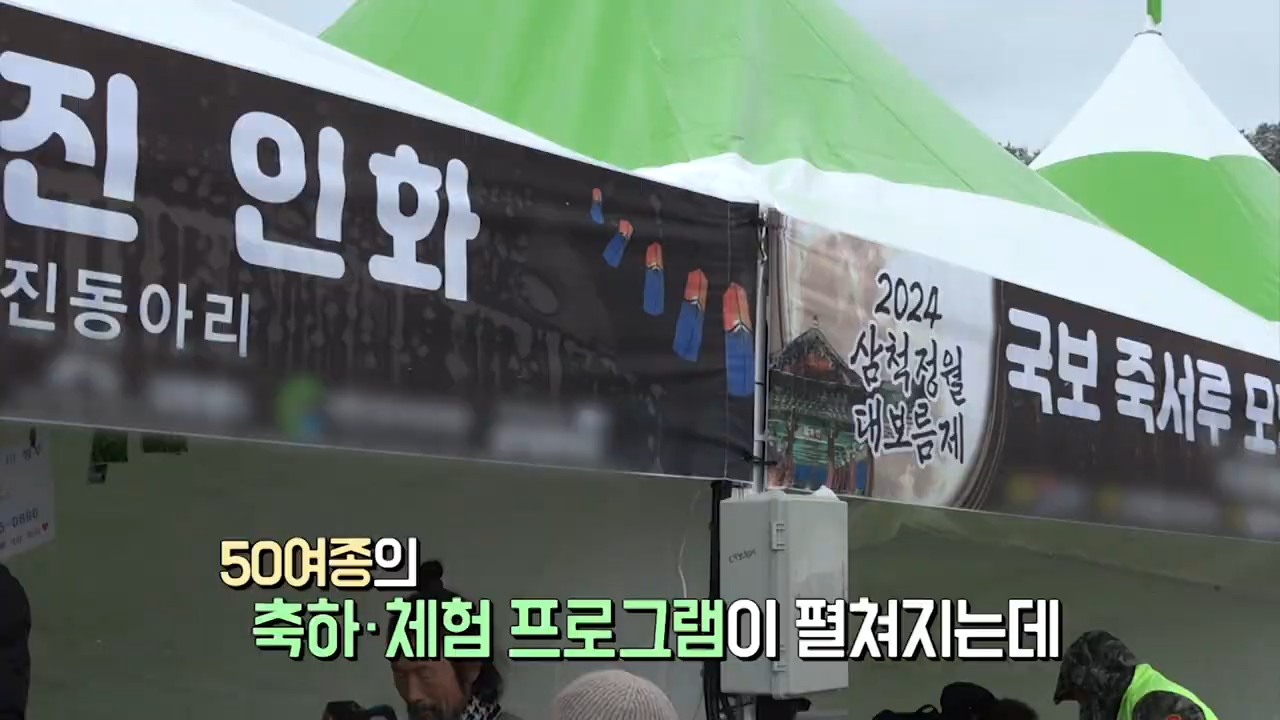 진 인화
진동아리
2024
삼척정월
대보름제
국보 죽서루 모
50여종의
축하·체험 프로그램이 펼쳐지는데